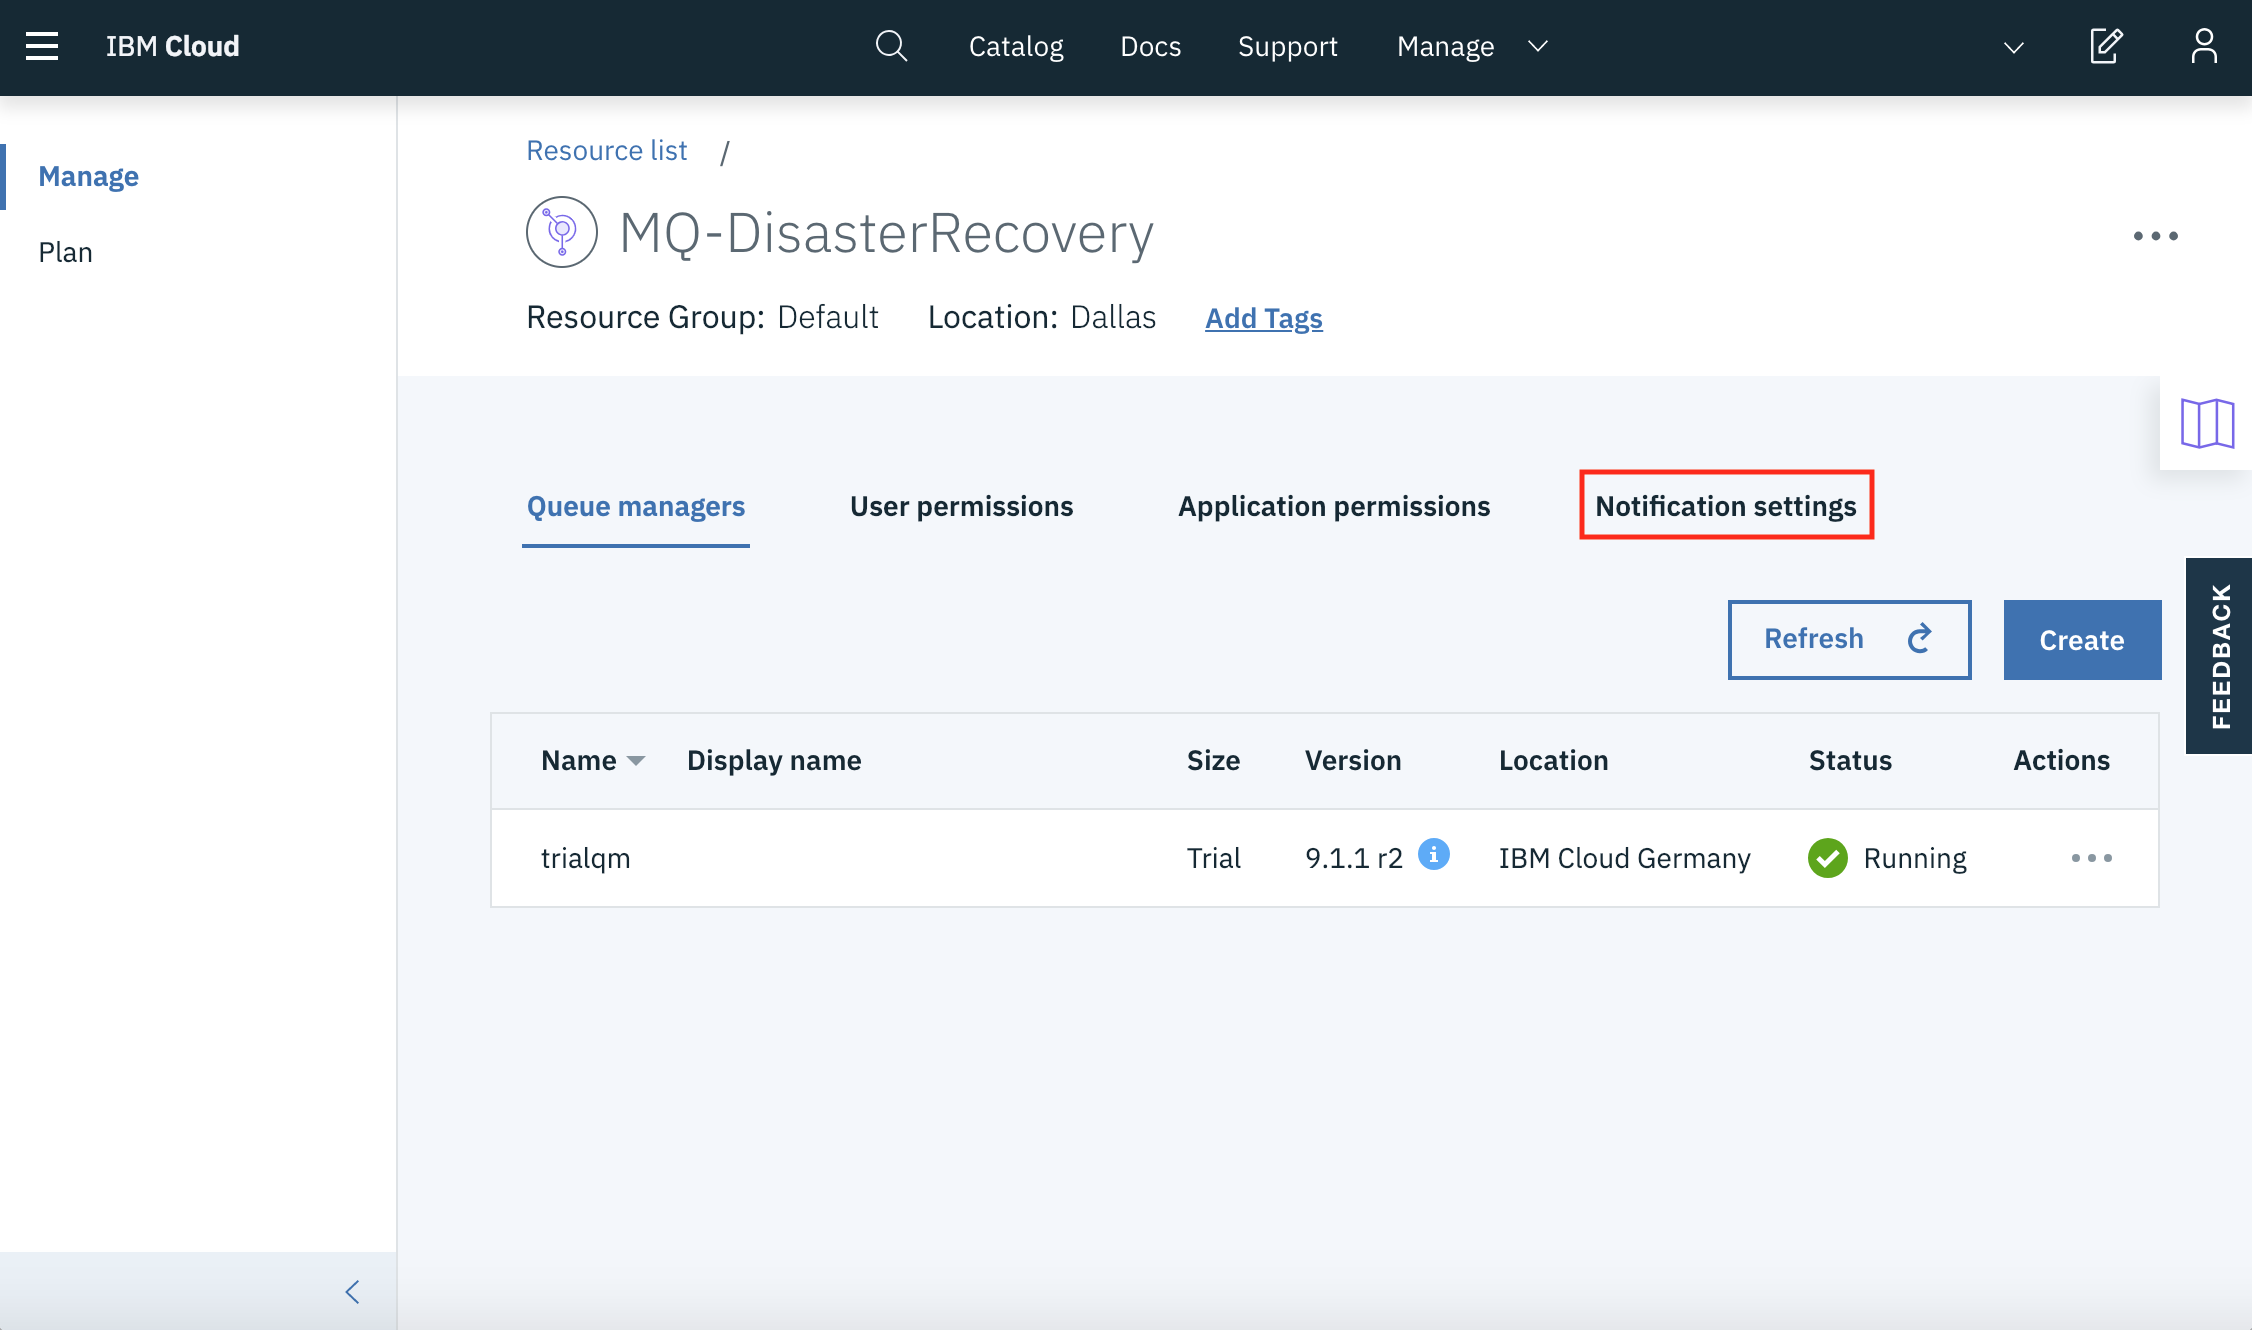 IBM Cloud
Catalog Docs Support Manage
Manage
Plan
Resource list /
MQ-DisasterRecovery
Resource Group: Default Location: Dallas Add Tags
Queue managers User permissions Application permissions Notification settings
Refresh Create
FEEDBACK
Name Display name Size Version Location Status Actions
trialqm Trial 9.1.1 r2 IBM Cloud Germany Running